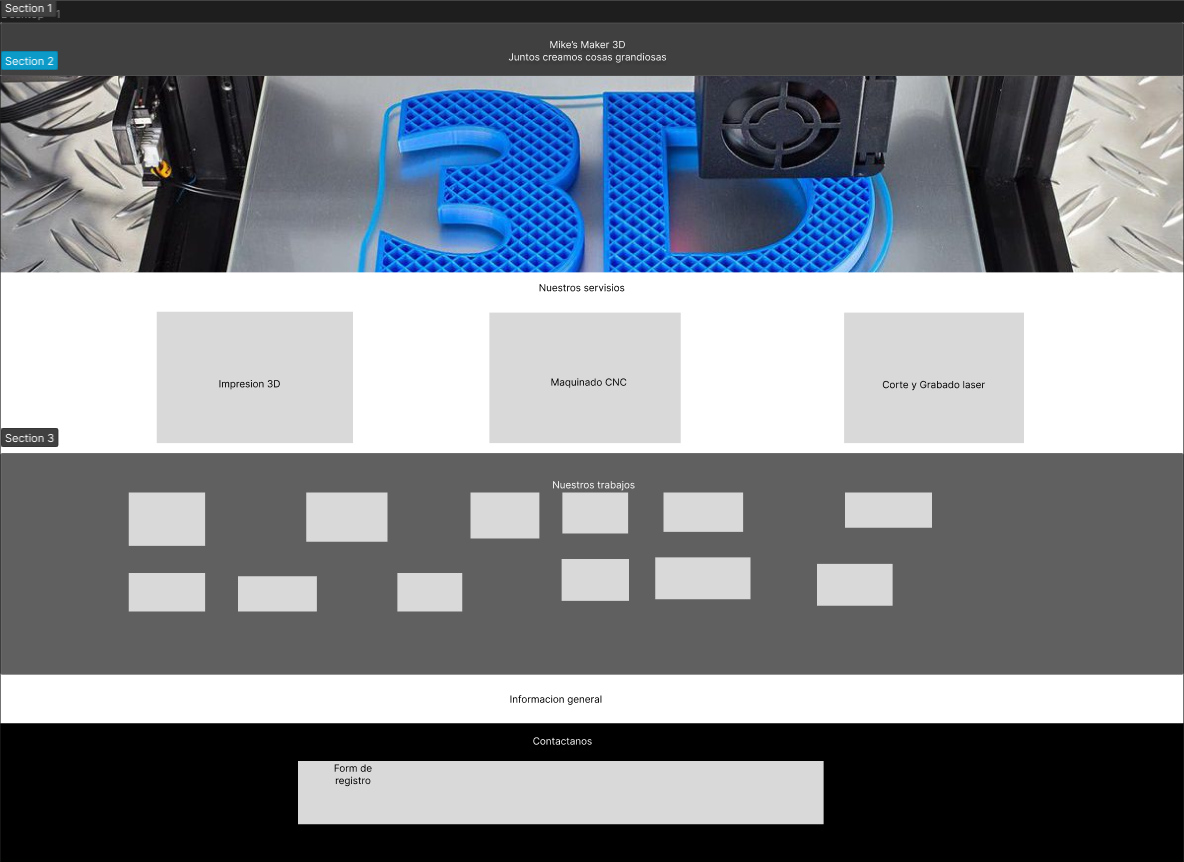 Section 1
Mike's Maker 3D
Juntos creamos cosas grandiosas
Section 2
3D
Nuestros servisios
Impresion 3D
Maquinado CNC
Corte y Grabado laser
Section 3
Nuestros trabajos
Informacion general
Contactanos
Form de
registro